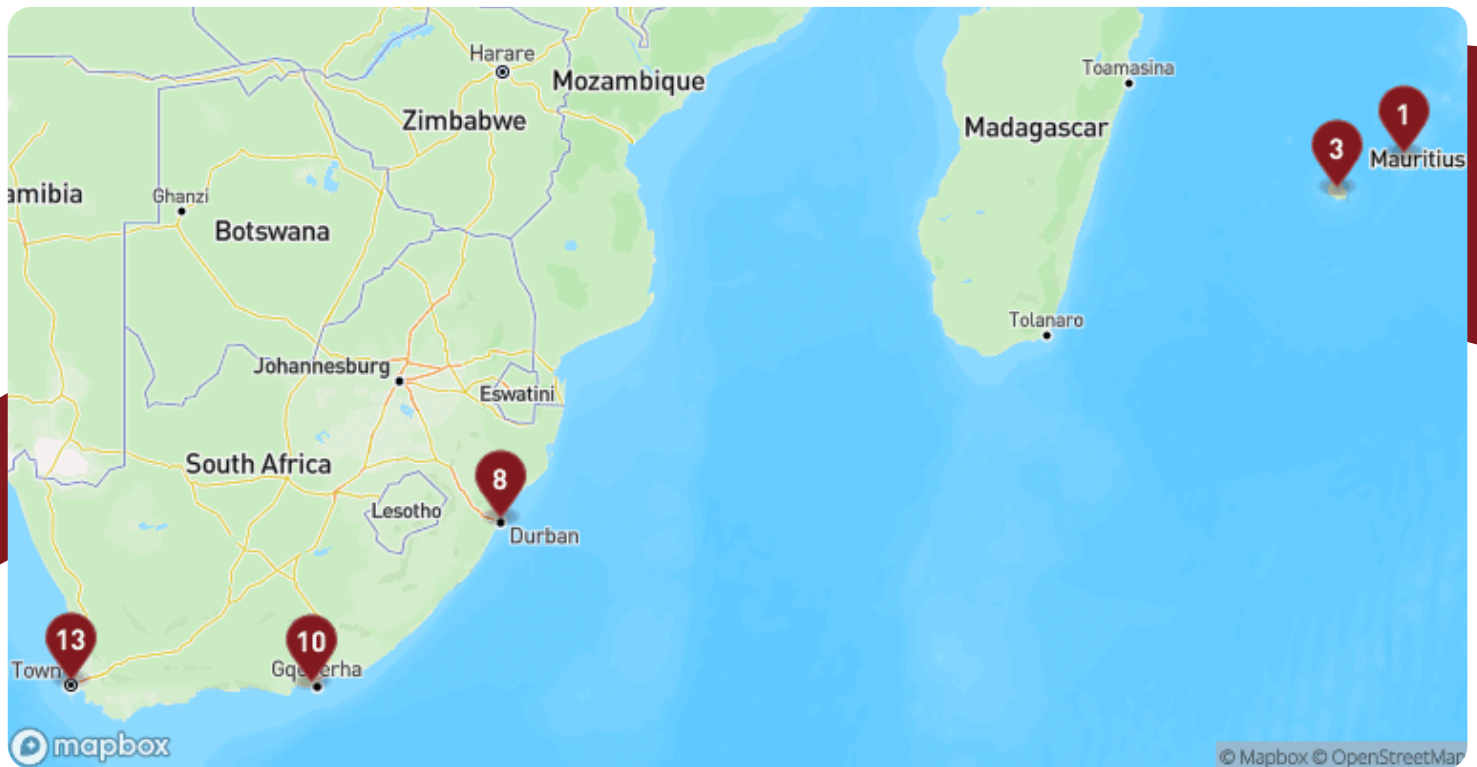 Harare
Mozambique
Toamasina
Zimbabwe
Madagascar
1
3
Mauritius
amibia
Ghanzi
Botswana
Tolanaro
Johannesburg
Eswatini
South Africa
8
Lesotho
Durban
13
10
Town
mapbox
© Mapbox © OpenStreetMap